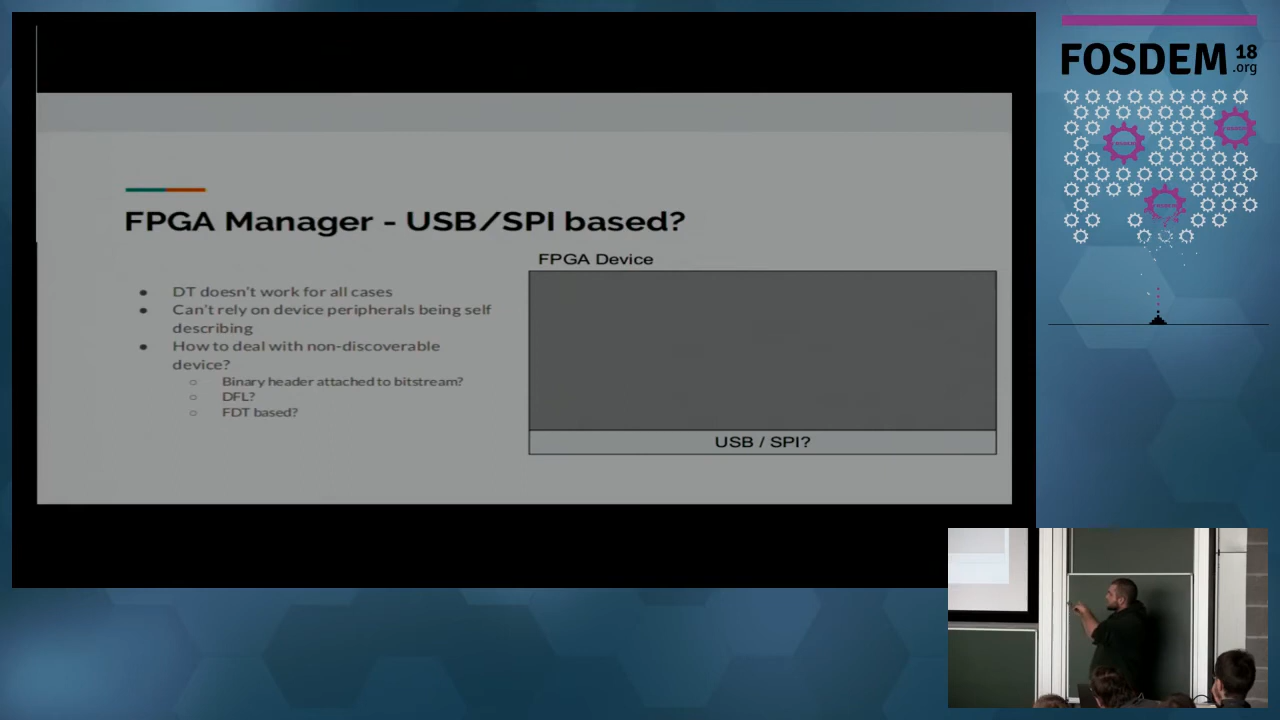 FOSDEM 18
.org
FPGA Manager - USB/SPI based?
FPGA Device
● DT doesn't work for all cases
● Can't rely on device peripherals being self
describing
● How to deal with non-discoverable
device?
○ Binary header attached to bitstream?
○ DFL?
○ FDT based?
USB / SPI?